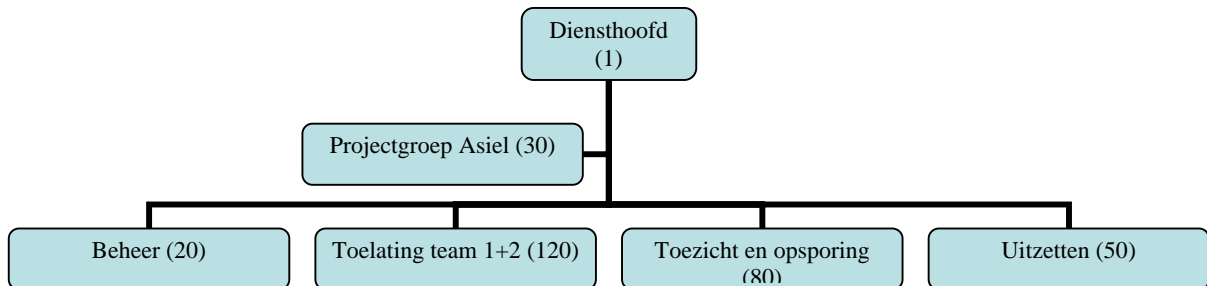 Diensthoofd
(1)
Projectgroep Asiel (30)
Beheer (20)
Toelating team 1+2 (120)
Toezicht en opsporing
(80)
Uitzetten (50)